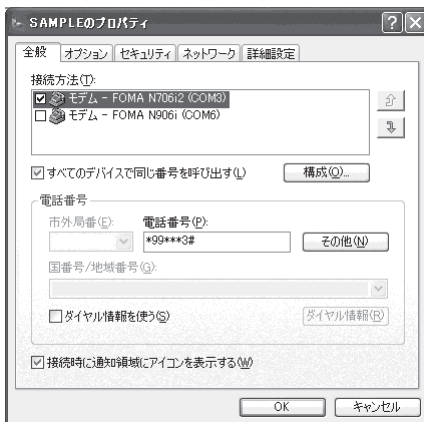 SAMPLEのプロパティ
全般 オプション セキュリティ ネットワーク 詳細設定
接続方法(T):
モデム - FOMA N706i2 (COM3)
モデム - FOMA N906i (COM6)
すべてのデバイスで同じ番号を呼び出す(L) 構成(O)...
電話番号
市外局番(E): 電話番号(P):
*99***3# その他(N)
国番号/地域番号(G):
ダイヤル情報を使う(S) ダイヤル情報(R)
接続時に通知領域にアイコンを表示する(W)
OK キャンセル